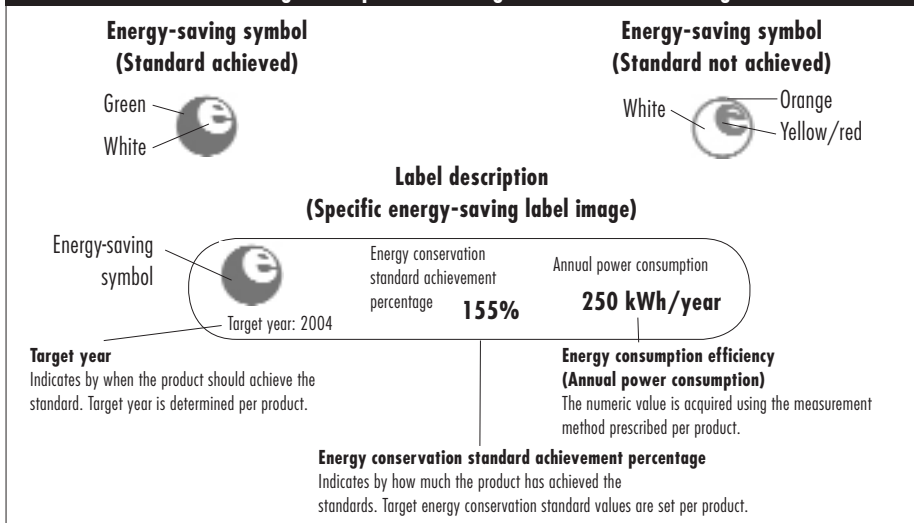 Energy-saving symbol
(Standard achieved)
Green
White
Energy-saving symbol
(Standard not achieved)
White
Orange
Yellow/red
Label description
(Specific energy-saving label image)
Energy-saving
symbol
Target year: 2004
Energy conservation
standard achievement
percentage 155%
Annual power consumption
250 kWh/year
Target year
Indicates by when the product should achieve the
standard. Target year is determined per product.
Energy consumption efficiency
(Annual power consumption)
The numeric value is acquired using the measurement
method prescribed per product.
Energy conservation standard achievement percentage
Indicates by how much the product has achieved the
standards. Target energy conservation standard values are set per product.